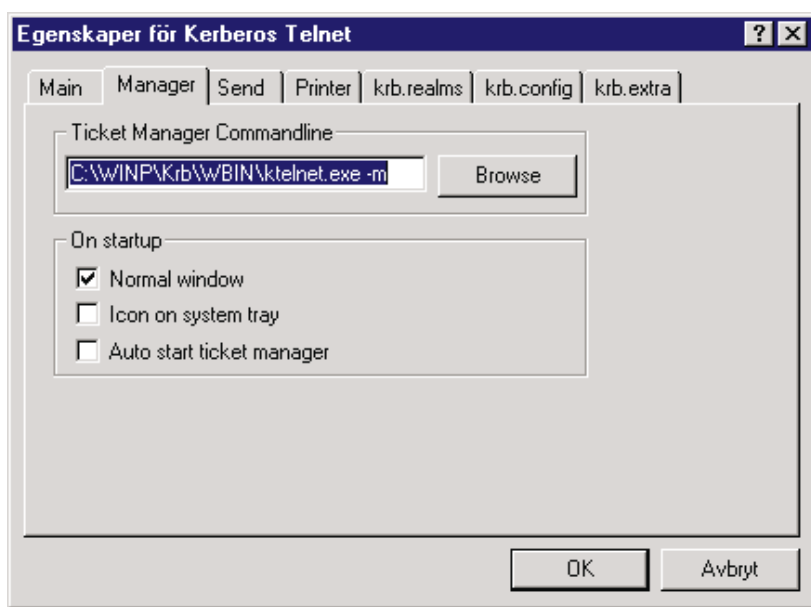 Egenskaper för Kerberos Telnet
Main Manager Send Printer krb.realms krb.config krb.extra
Ticket Manager Commandline
C:\WINP\Krb\WBIN\ktelnet.exe -m Browse
On startup
Normal window
Icon on system tray
Auto start ticket manager
OK Avbryt